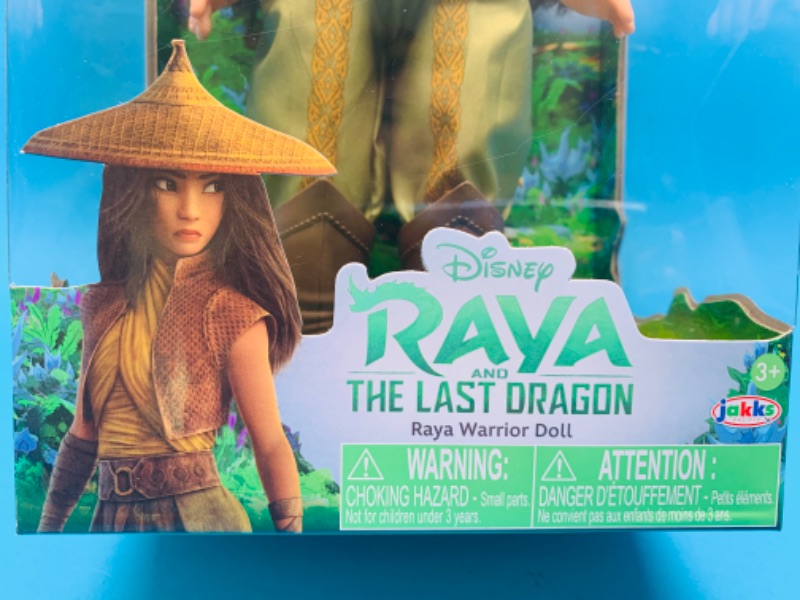 Disney
RAYA
AND
THE LAST DRAGON
Raya Warrior Doll
3+
jakks
WARNING:
CHOKING HAZARD - Small parts.
Not for children under 3 years.
ATTENTION :
DANGER D'ÉTOUFFEMENT - Petits éléments.
Ne convient pas aux enfants de moins de 3 ans.